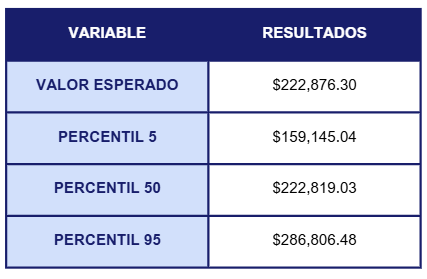 VARIABLE RESULTADOS
VALOR ESPERADO $222,876.30
PERCENTIL 5 $159,145.04
PERCENTIL 50 $222,819.03
PERCENTIL 95 $286,806.48